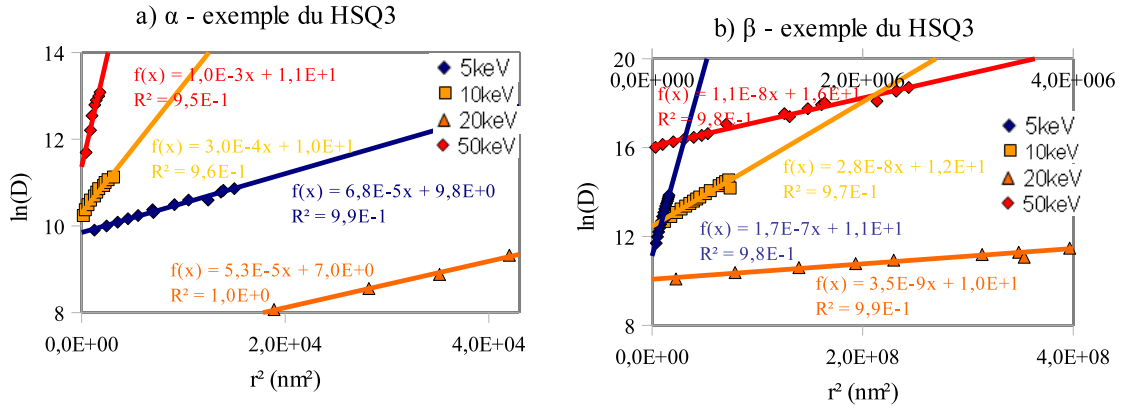 a) α - exemple du HSQ3
14
12
10
8
ln(D)
f(x) = 1,0E-3x + 1,1E+1
R² = 9,5E-1
5keV
10keV
20keV
50keV
f(x) = 3,0E-4x + 1,0E+1
R² = 9,6E-1
f(x) = 6,8E-5x + 9,8E+0
R² = 9,9E-1
f(x) = 5,3E-5x + 7,0E+0
R² = 1,0E+0
0,0E+00
2,0E+04
4,0E+04
r² (nm²)
b) β - exemple du HSQ3
20
16
12
8
ln(D)
0,0E+000
2,0E+006
4,0E+006
f(x) = 1,1E-8x + 1,6E+1
R² = 9,8E-1
5keV
10keV
20keV
50keV
f(x) = 2,8E-8x + 1,2E+1
R² = 9,7E-1
f(x) = 1,7E-7x + 1,1E+1
R² = 9,8E-1
f(x) = 3,5E-9x + 1,0E+1
R² = 9,9E-1
0,0E+00
2,0E+08
4,0E+08
r² (nm²)